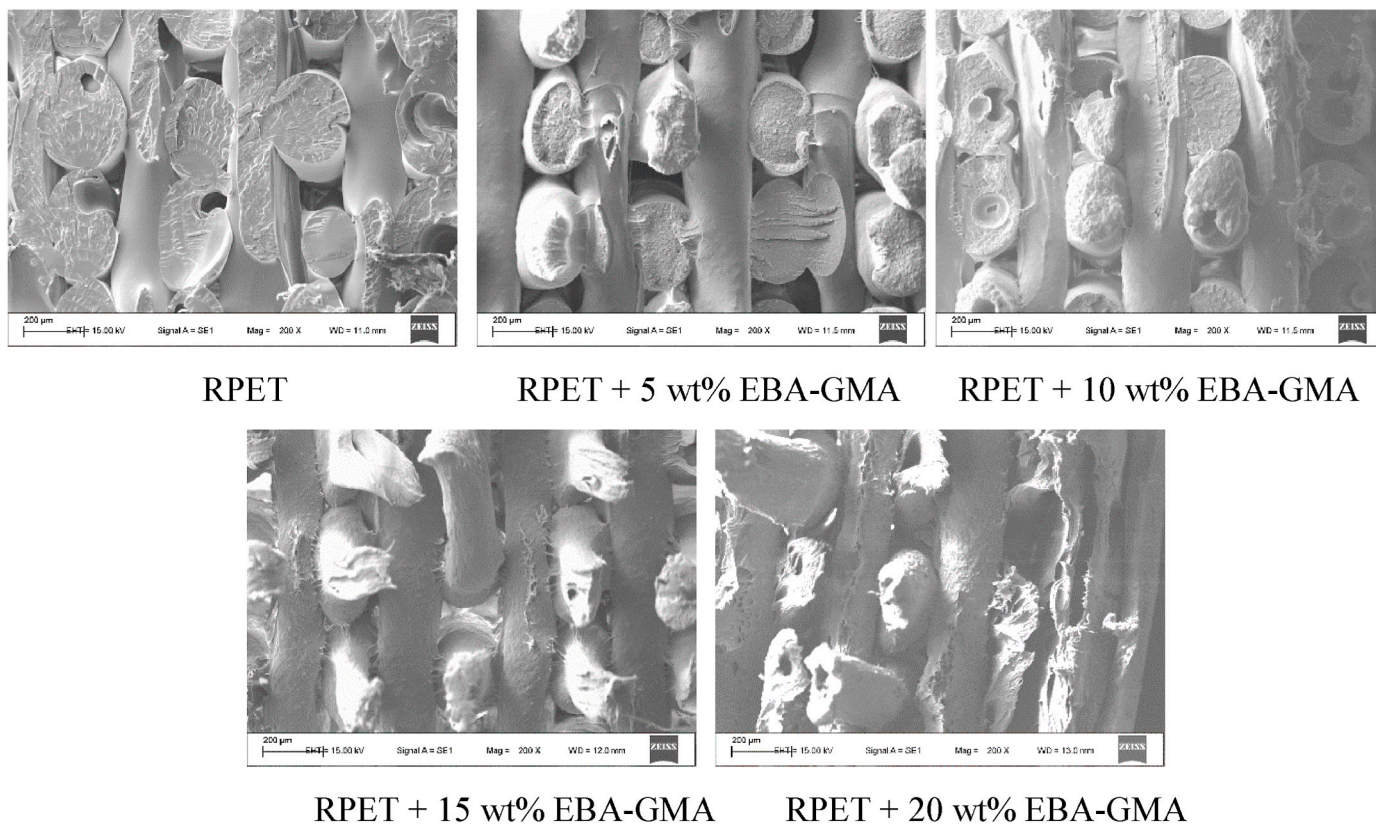 200 µm
EHT = 15.00 kV Signal A = SE1 Mag = 200 X WD = 11.0 mm
ZEISS
200 µm
EHT = 15.00 kV Signal A = SE1 Mag = 200 X WD = 11.5 mm
ZEISS
200 µm
EHT = 15.00 kV Signal A = SE1 Mag = 200 X WD = 11.5 mm
ZEISS
RPET
RPET + 5 wt% EBA-GMA
RPET + 10 wt% EBA-GMA
200 µm
EHT = 15.00 kV Signal A = SE1 Mag = 200 X WD = 12.0 mm
ZEISS
200 µm
EHT = 15.00 kV Signal A = SE1 Mag = 200 X WD = 13.0 mm
ZEISS
RPET + 15 wt% EBA-GMA
RPET + 20 wt% EBA-GMA